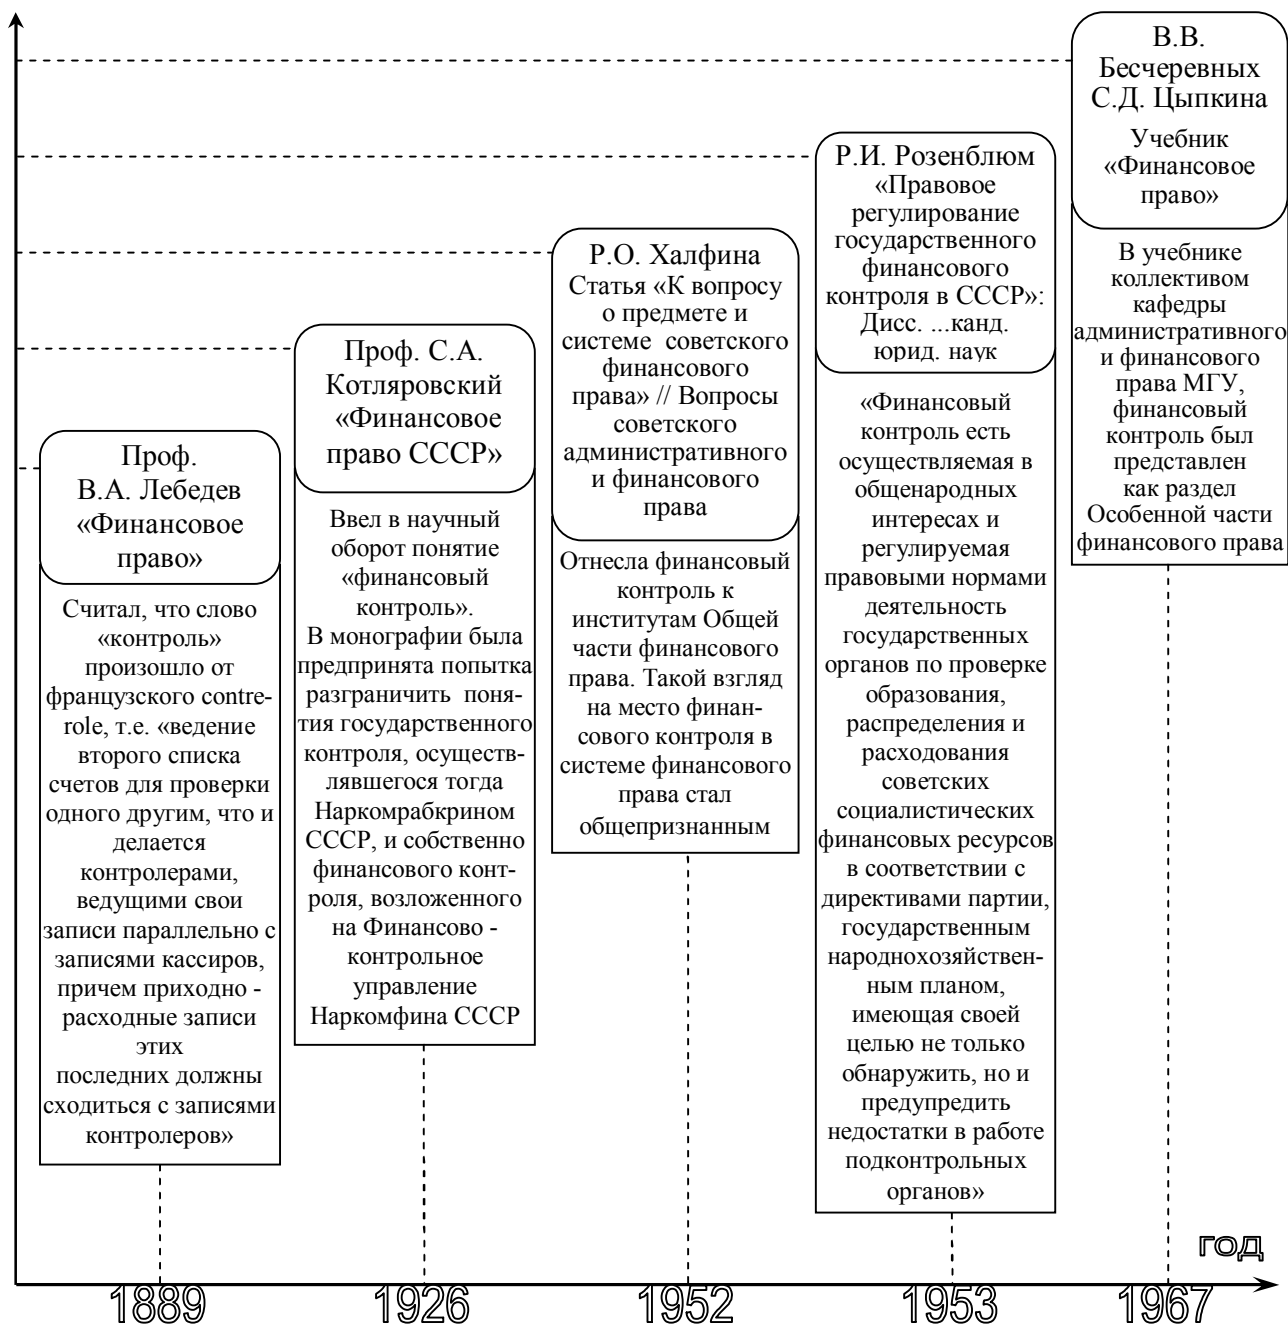 Проф.
В.А. Лебедев
«Финансовое
право»
Считал, что слово
«контроль»
произошло от
французского contre-
role, т.е. «ведение
второго списка
счетов для проверки
одного другим, что и
делается
контролерами,
ведущими свои
записи параллельно с
записями кассиров,
причем приходно -
расходные записи
этих
последних должны
сходиться с записями
контролеров»
Проф. С.А.
Котляровский
«Финансовое
право СССР»
Ввел в научный
оборот понятие
«финансовый
контроль».
В монографии была
предпринята попытка
разграничить поня-
тия государственного
контроля, осуществ-
лявшегося тогда
Наркомрабкрином
СССР, и собственно
финансового конт-
роля, возложенного
на Финансово -
контрольное
управление
Наркомфина СССР
Р.О. Халфина
Статья «К вопросу
о предмете и
системе советского
финансового
права» // Вопросы
советского
административного
и финансового
права
Отнесла финансовый
контроль к
институтам Общей
части финансового
права. Такой взгляд
на место финан-
сового контроля в
системе финансового
права стал
общепризнанным
Р.И. Розенблюм
«Правовое
регулирование
государственного
финансового
контроля в СССР»:
Дисс. ...канд.
юрид. наук
«Финансовый
контроль есть
осуществляемая в
общенародных
интересах и
регулируемая
правовыми нормами
деятельность
государственных
органов по проверке
образования,
распределения и
расходования
советских
социалистических
финансовых ресурсов
в соответствии с
директивами партии,
государственным
народнохозяйствен-
ным планом,
имеющая своей
целью не только
обнаружить, но и
предупредить
недостатки в работе
подконтрольных
органов»
В.В.
Бесчеревных
С.Д. Цыпкина
Учебник
«Финансовое
право»
В учебнике
коллективом
кафедры
административного
и финансового
права МГУ,
финансовый
контроль был
представлен
как раздел
Особенной части
финансового права
год
1889
1926
1952
1953
1967